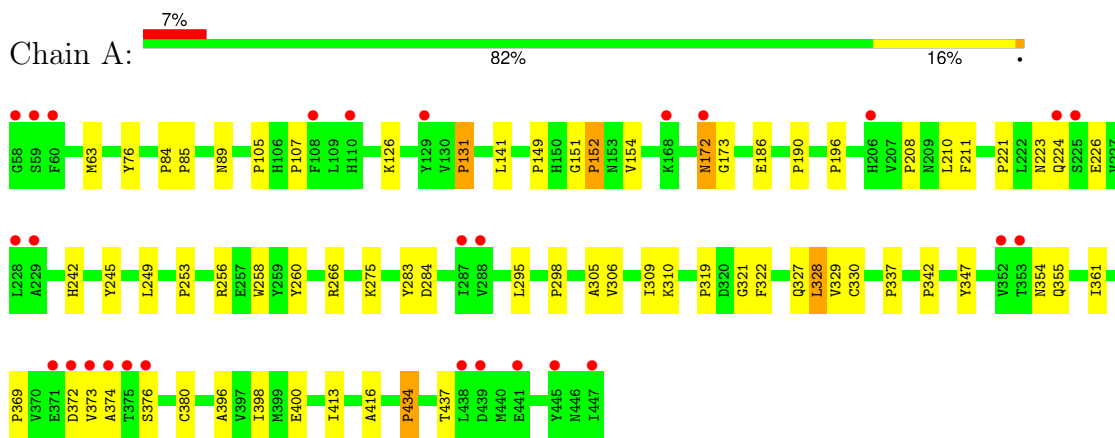 7%
Chain A:
82% 16% •
G58 S59 F60 M63 Y76 P84 P85 N89 P105 H106 P107 F108 L109 H110 K126 Y129 V130 P131 L141 P149 H150 G151 P152 N153 V154 K168 N172 G173 E186 P190 P196 H206 V207 P208 N209 L210 F211 P221 L222 N223 Q224 S225 E226
L228 A229 H242 Y245 L249 P253 R256 E257 W258 Y259 Y260 R266 K275 Y283 D284 I287 V288 L295 P298 A305 V306 I309 K310 P319 D320 G321 F322 Q327 L328 V329 C330 P337 P342 Y347 V352 T353 N354 Q355 I361
P369 V370 E371 D372 V373 A374 T375 S376 C380 A396 V397 I398 M399 E400 I413 A416 P434 T437 L438 D439 M440 E441 Y445 N446 I447